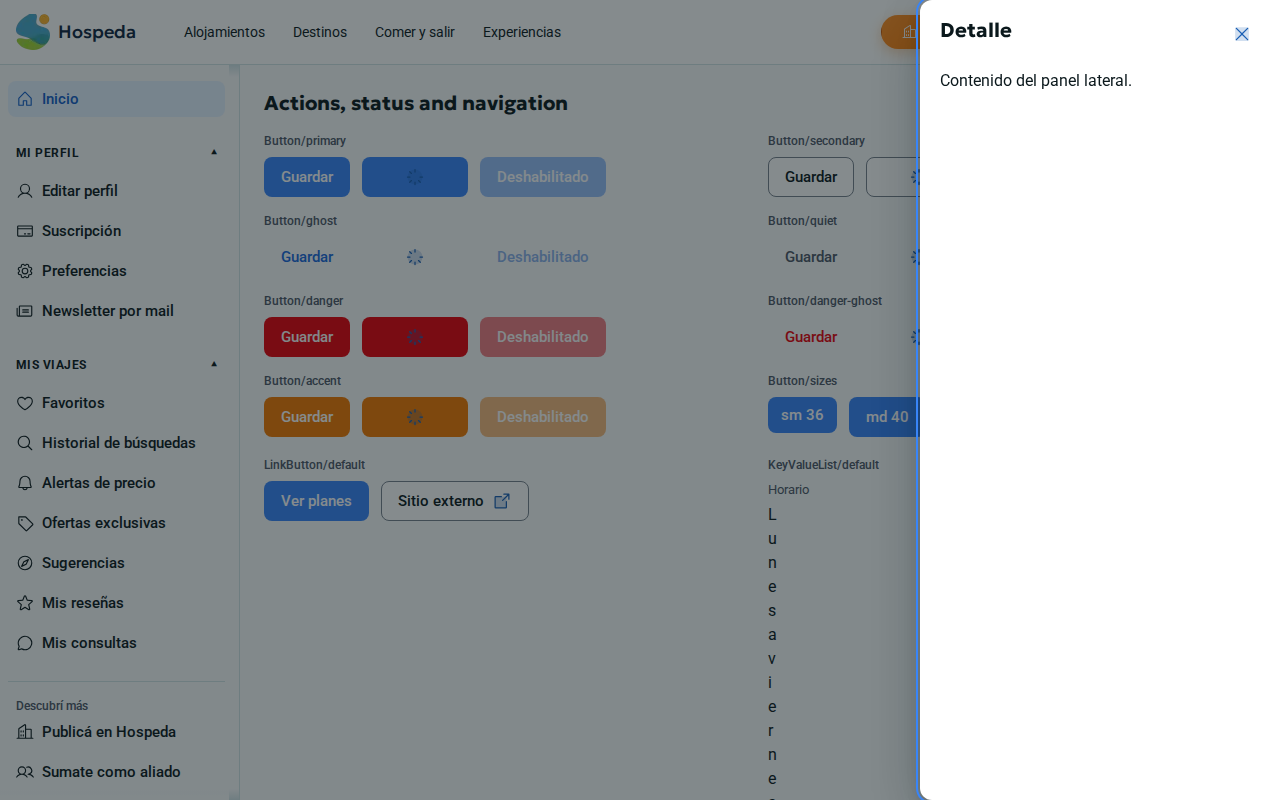 Hospeda
Alojamientos
Destinos
Comer y salir
Experiencias
Detalle
Contenido del panel lateral.
Inicio
MI PERFIL
Editar perfil
Suscripción
Preferencias
Newsletter por mail
MIS VIAJES
Favoritos
Historial de búsquedas
Alertas de precio
Ofertas exclusivas
Sugerencias
Mis reseñas
Mis consultas
Descubrí más
Publicá en Hospeda
Sumate como aliado
Actions, status and navigation
Button/primary
Guardar
Deshabilitado
Button/secondary
Guardar
Button/ghost
Guardar
Deshabilitado
Button/quiet
Guardar
Button/danger
Guardar
Deshabilitado
Button/danger-ghost
Guardar
Button/accent
Guardar
Deshabilitado
Button/sizes
sm 36
md 40
LinkButton/default
Ver planes
Sitio externo
KeyValueList/default
Horario
L
u
n
e
s
a
v
i
e
r
n
e